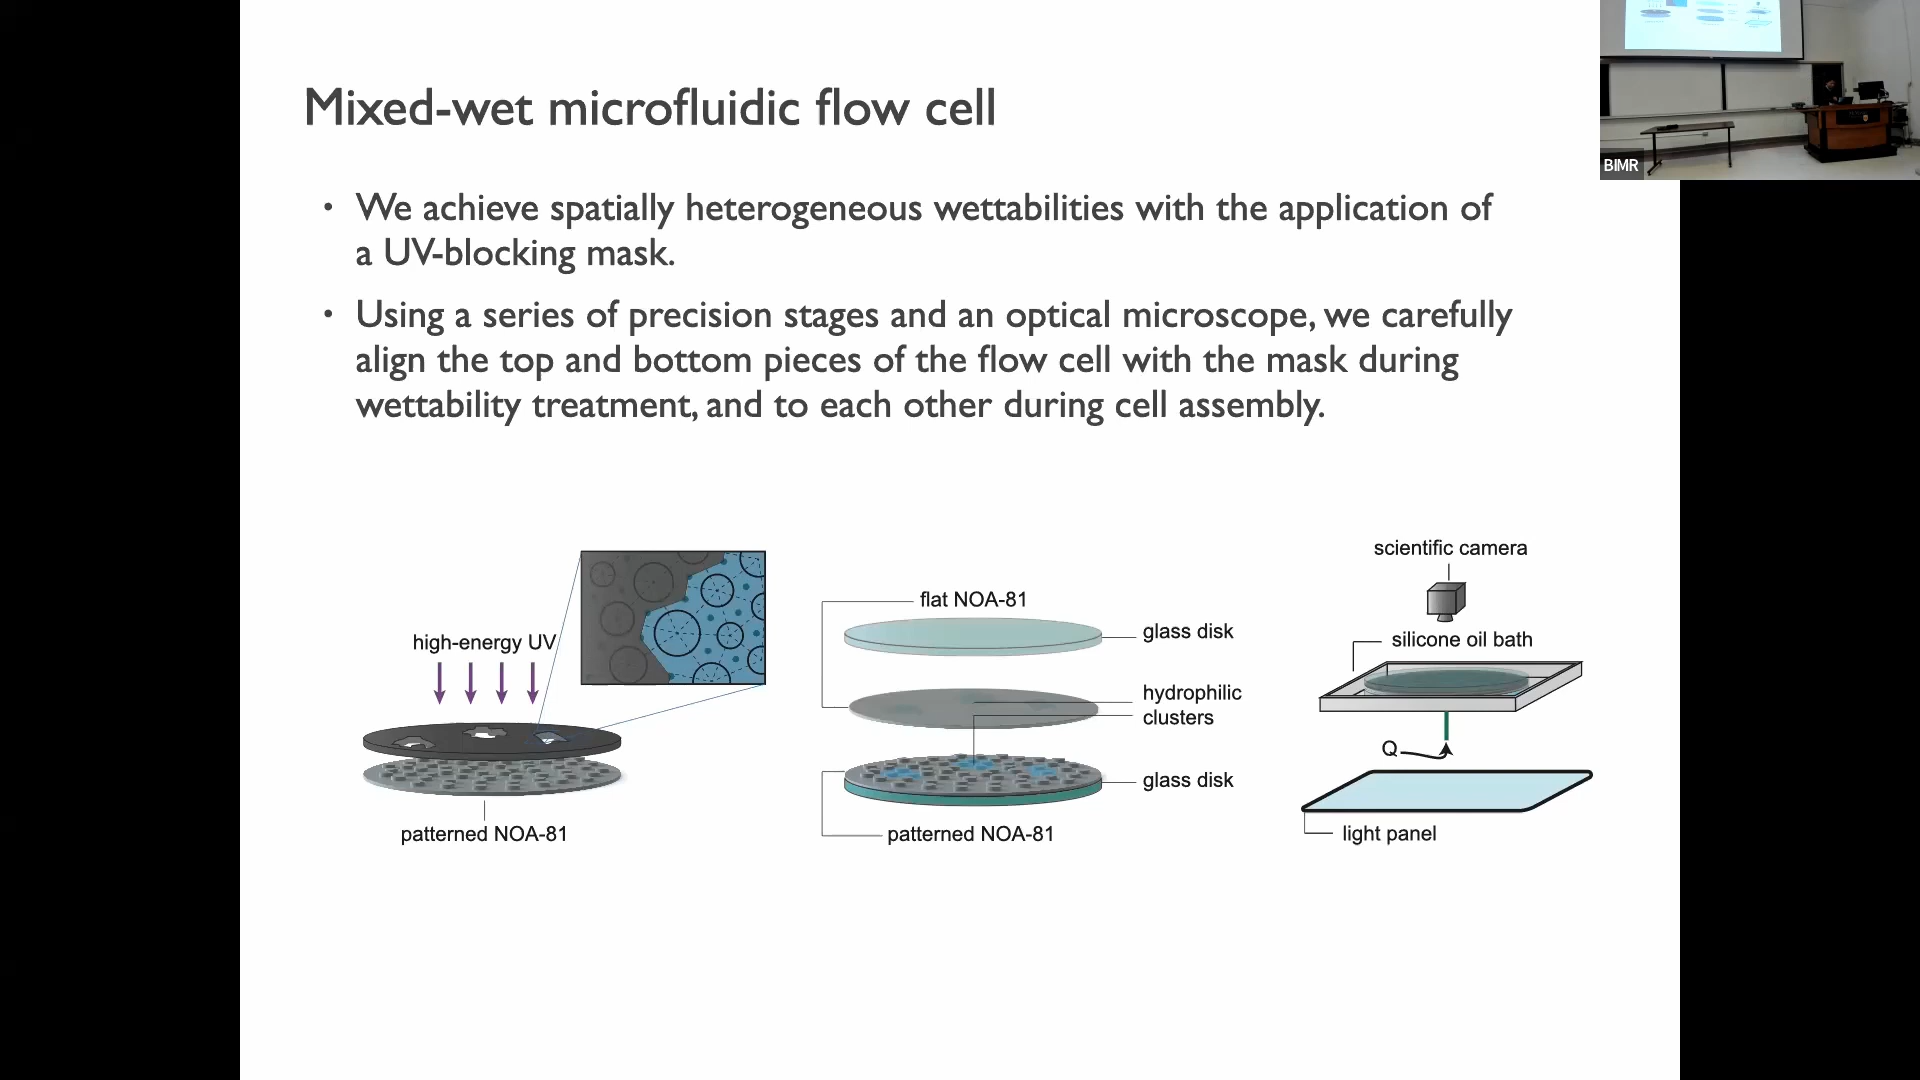 Mixed-wet microfluidic flow cell
• We achieve spatially heterogeneous wettabilities with the application of
a UV-blocking mask.
• Using a series of precision stages and an optical microscope, we carefully
align the top and bottom pieces of the flow cell with the mask during
wettability treatment, and to each other during cell assembly.
high-energy UV
patterned NOA-81
flat NOA-81
glass disk
hydrophilic
clusters
glass disk
patterned NOA-81
scientific camera
silicone oil bath
Q
light panel
BIMR